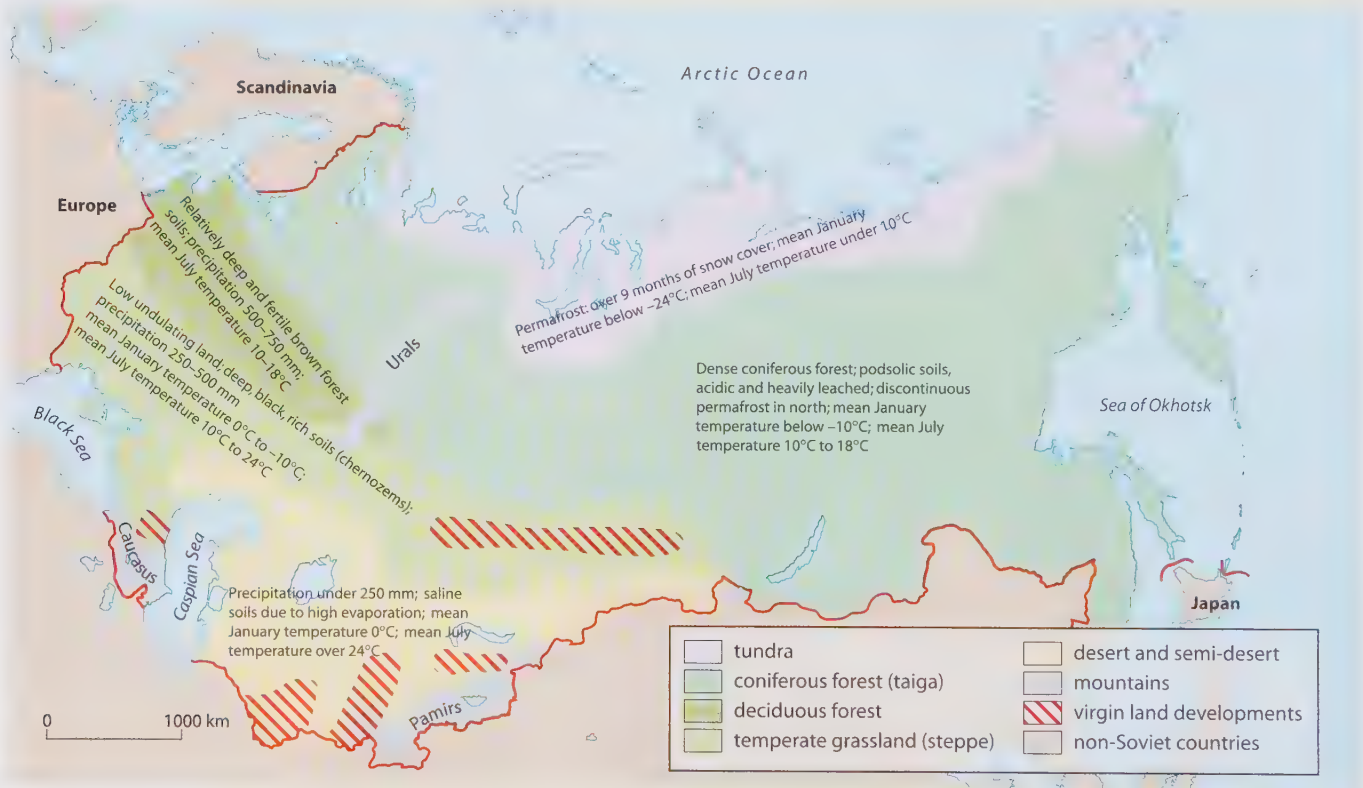 Arctic Ocean
Scandinavia
Europe
Relatively deep and fertile brown forest
soils; precipitation 500–750 mm;
mean July temperature 10–18°C
Low undulating land; deep, black, rich soils (chernozems);
precipitation 250–500 mm
mean January temperature 0°C to –10°C;
mean July temperature 10°C to 24°C
Urals
Permafrost: over 9 months of snow cover; mean January
temperature below –24°C; mean July temperature under 10°C
Dense coniferous forest; podsolic soils,
acidic and heavily leached; discontinuous
permafrost in north; mean January
temperature below –10°C; mean July
temperature 10°C to 18°C
Sea of Okhotsk
Black Sea
Caucasus
Caspian Sea
Precipitation under 250 mm; saline
soils due to high evaporation; mean
January temperature 0°C; mean July
temperature over 24°C
Pamirs
Japan
0 1000 km
tundra
coniferous forest (taiga)
deciduous forest
temperate grassland (steppe)
desert and semi-desert
mountains
virgin land developments
non-Soviet countries